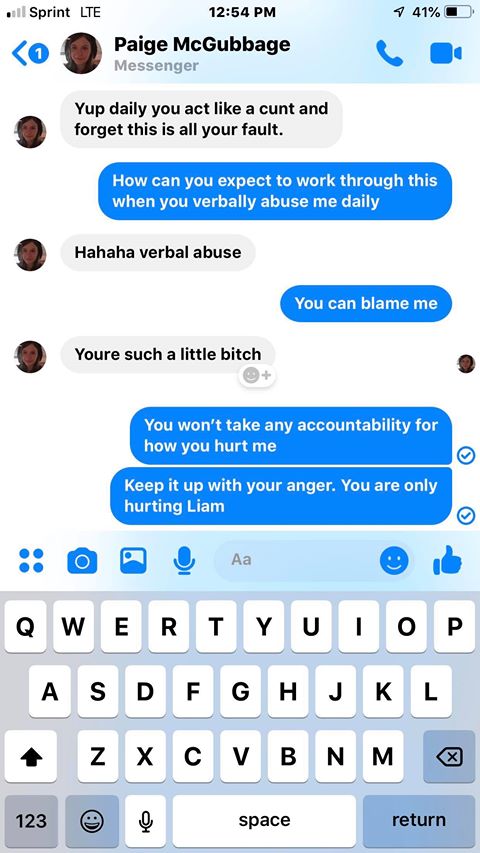 Sprint LTE 12:54 PM 41%
1 Paige McGubbage
Messenger
Yup daily you act like a cunt and
forget this is all your fault.
How can you expect to work through this
when you verbally abuse me daily
Hahaha verbal abuse
You can blame me
Youre such a little bitch
You won’t take any accountability for
how you hurt me
Keep it up with your anger. You are only
hurting Liam
Aa
Q W E R T Y U I O P
A S D F G H J K L
Z X C V B N M
123 space return